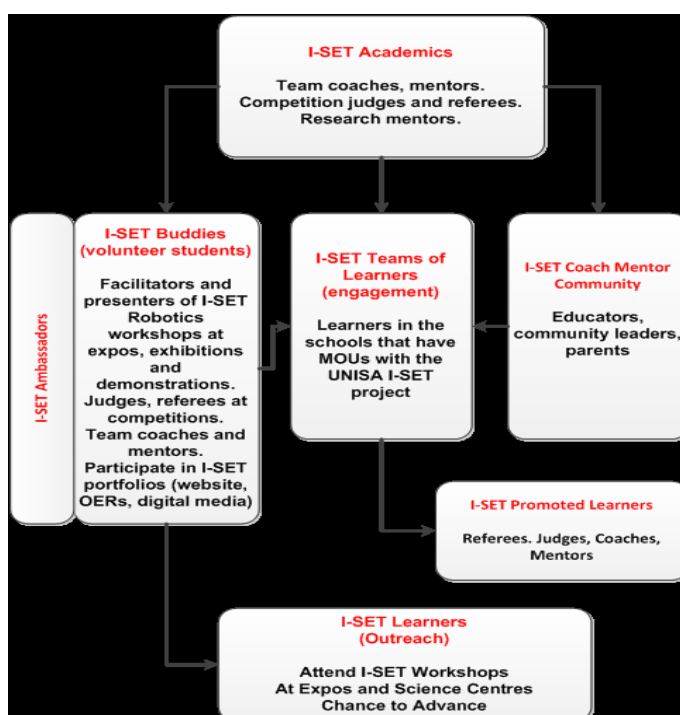 I-SET Academics
Team coaches, mentors.
Competition judges and referees.
Research mentors.
I-SET Ambassadors
I-SET Buddies
(volunteer students)
Facilitators and
presenters of I-SET
Robotics
workshops at
expos, exhibitions
and
demonstrations.
Judges, referees at
competitions.
Team coaches and
mentors.
Participate in I-SET
portfolios (website,
OERs, digital media)
I-SET Teams of
Learners
(engagement)
Learners in the
schools that have
MOUs with the
UNISA I-SET
project
I-SET Coach Mentor
Community
Educators,
community leaders,
parents
I-SET Promoted Learners
Referees. Judges, Coaches,
Mentors
I-SET Learners
(Outreach)
Attend I-SET Workshops
At Expos and Science Centres
Chance to Advance